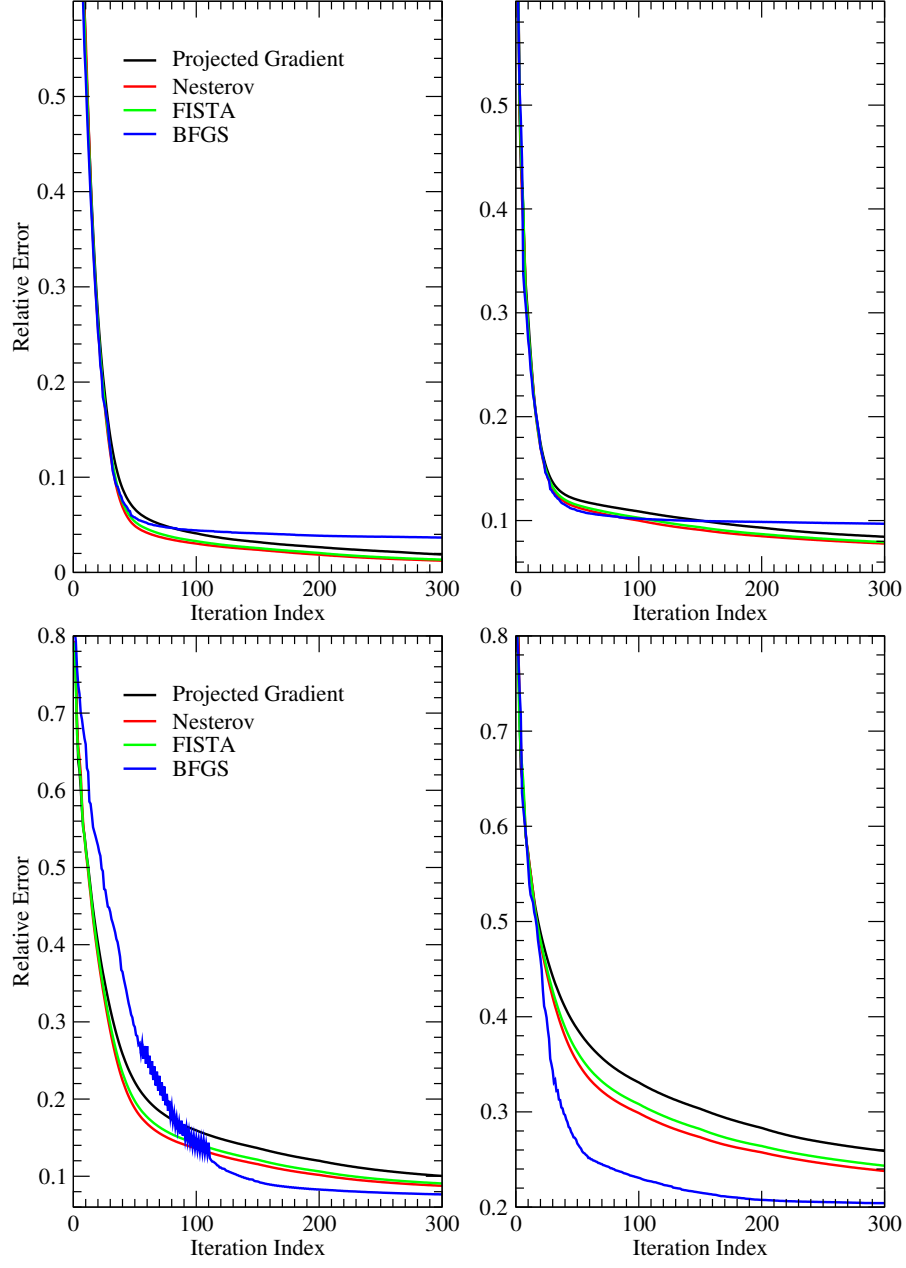 0.5
0.4
0.3
0.2
0.1
0
Relative Error
Projected Gradient
Nesterov
FISTA
BFGS
0 100 200 300
Iteration Index
0.5
0.4
0.3
0.2
0.1
0 100 200 300
Iteration Index
0.8
0.7
0.6
0.5
0.4
0.3
0.2
0.1
Relative Error
Projected Gradient
Nesterov
FISTA
BFGS
0 100 200 300
Iteration Index
0.8
0.7
0.6
0.5
0.4
0.3
0.2
0 100 200 300
Iteration Index